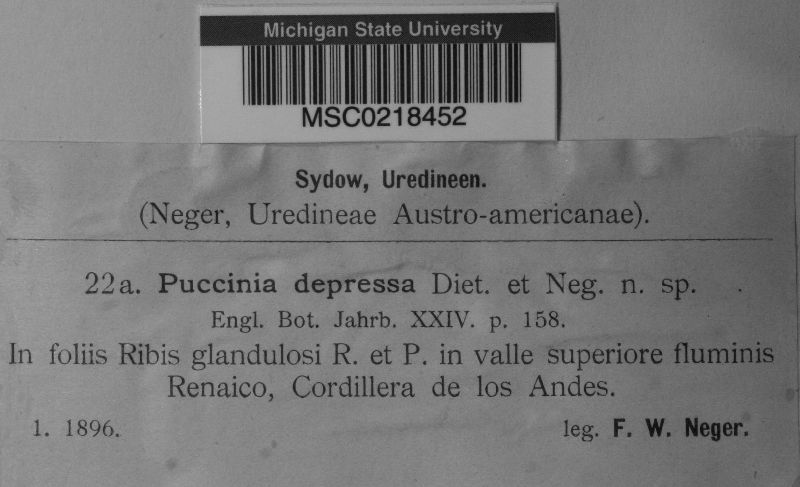 Michigan State University
MSC0218452
Sydow, Uredineen.
(Neger, Uredineae Austro-americanae).
22a. Puccinia depressa Diet. et Neg. n. sp.
Engl. Bot. Jahrb. XXIV. p. 158.
In foliis Ribis glandulosi R. et P. in valle superiore fluminis
Renaico, Cordillera de los Andes.
1. 1896. leg. F. W. Neger.